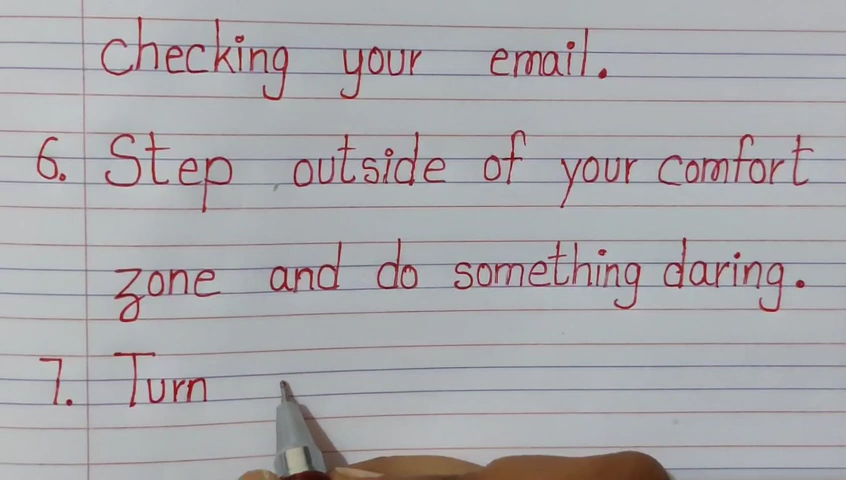 checking your email.
6. Step outside of your comfort
zone and do something daring.
7. Turn